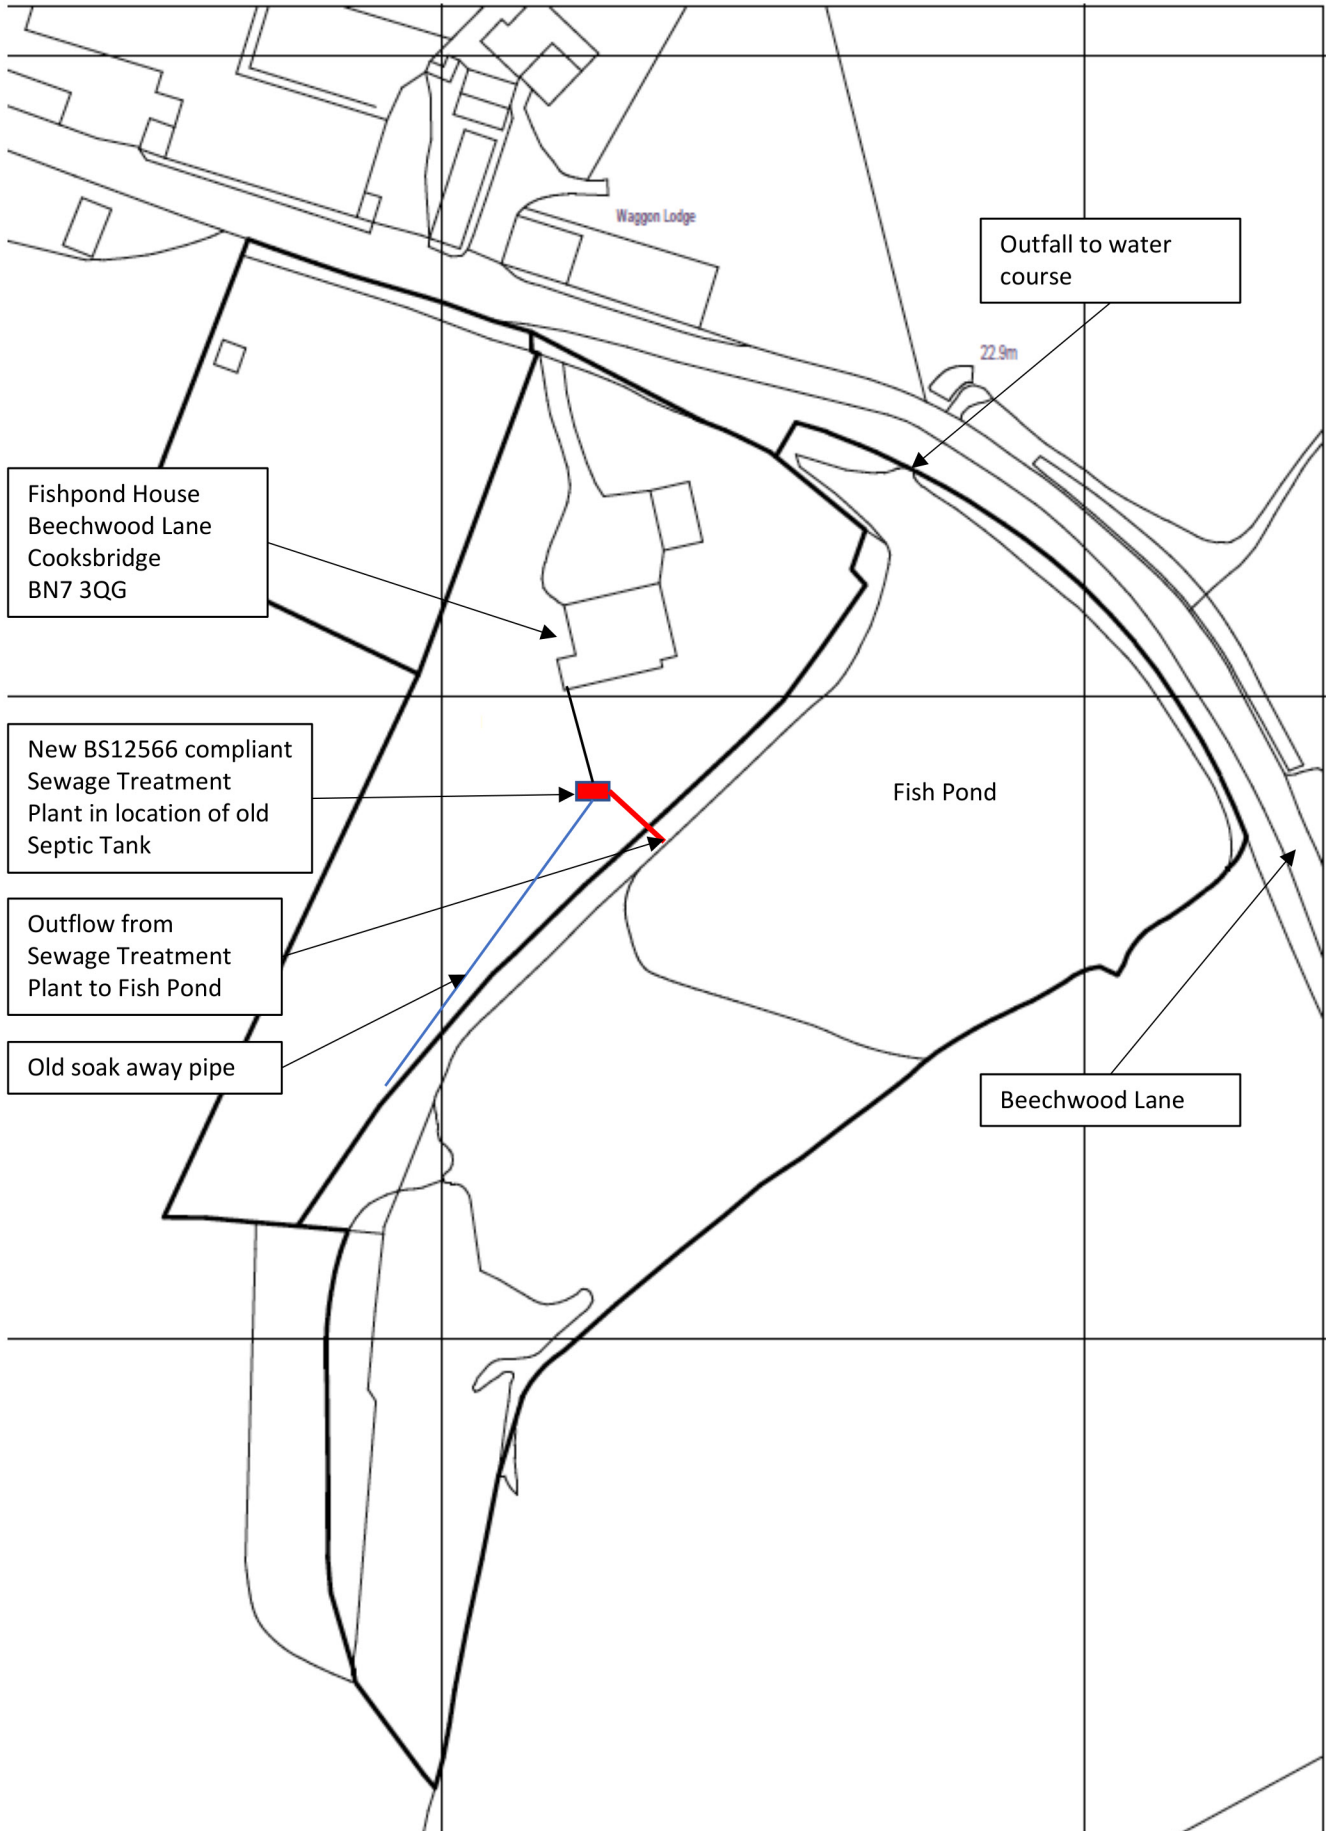 Waggon Lodge
Outfall to water
course
22.9m
Fishpond House
Beechwood Lane
Cooksbridge
BN7 3QG
New BS12566 compliant
Sewage Treatment
Plant in location of old
Septic Tank
Fish Pond
Outflow from
Sewage Treatment
Plant to Fish Pond
Old soak away pipe
Beechwood Lane